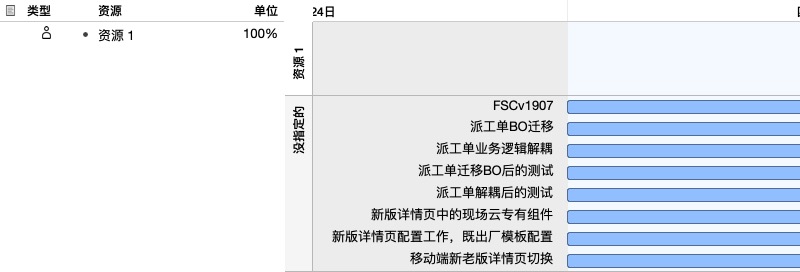 类型 资源 单位 24日
资源 1 100%
资源 1
没指定的
FSCv1907
派工单BO迁移
派工单业务逻辑解耦
派工单迁移BO后的测试
派工单解耦后的测试
新版详情页中的现场云专有组件
新版详情页配置工作，既出厂模板配置
移动端新老版详情页切换